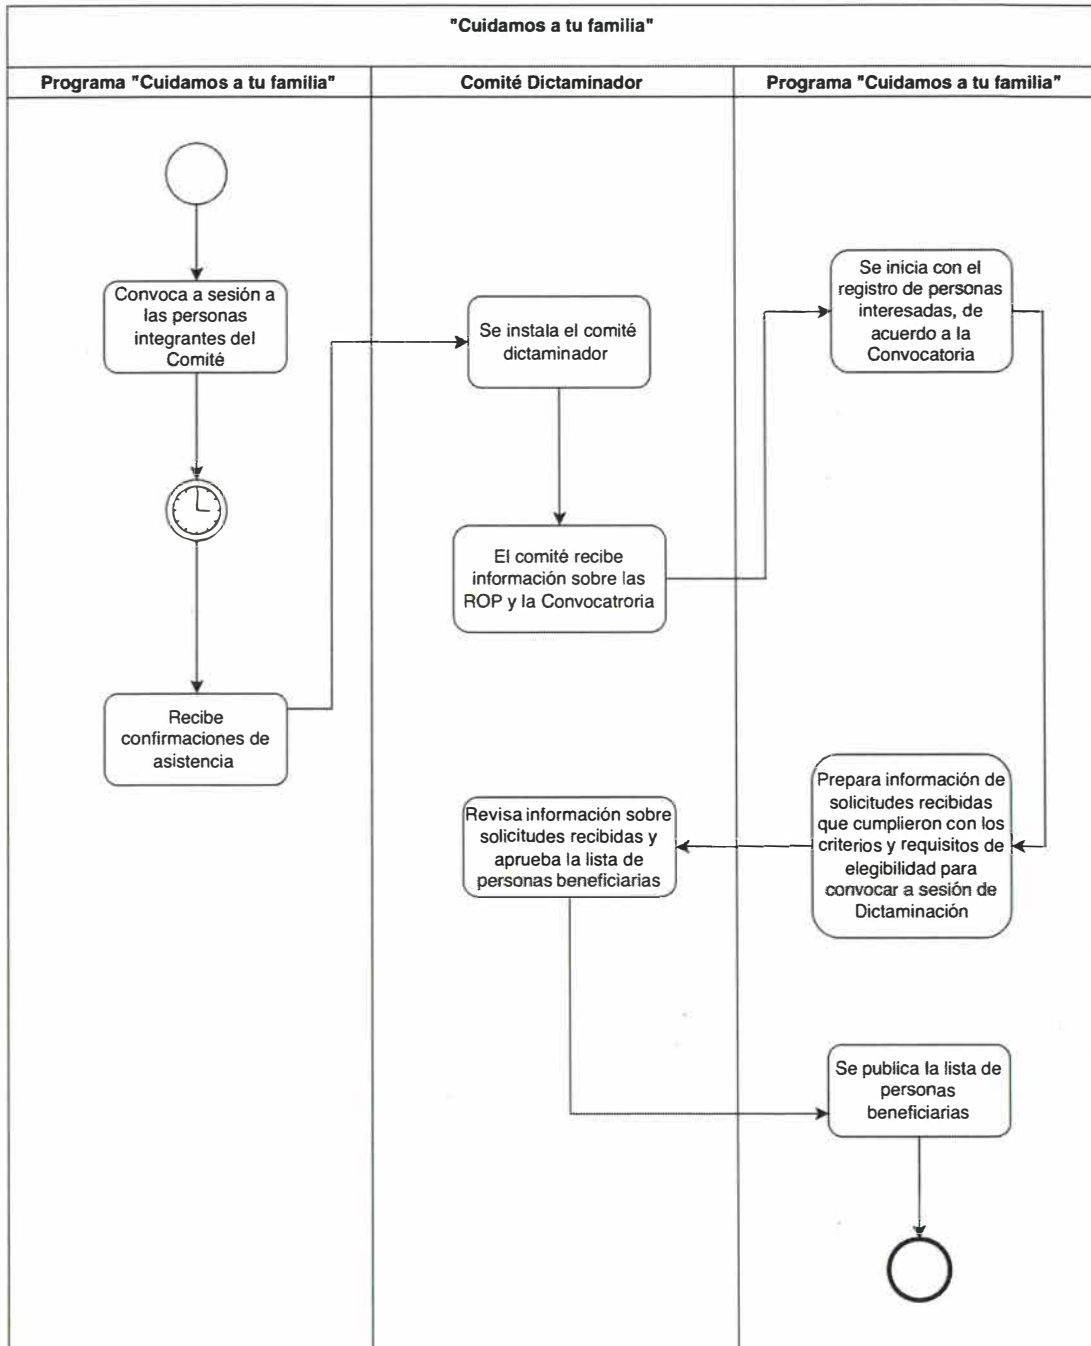 "Cuidamos a tu familia"
Programa "Cuidamos a tu familia"
Comité Dictaminador
Programa "Cuidamos a tu familia"
Convoca a sesión a
las personas
integrantes del
Comité
Recibe
confirmaciones de
asistencia
Se instala el comité
dictaminador
El comité recibe
información sobre las
ROP y la Convocatroria
Se inicia con el
registro de personas
interesadas, de
acuerdo a la
Convocatoria
Prepara información de
solicitudes recibidas
que cumplieron con los
criterios y requisitos de
elegibilidad para
convocar a sesión de
Dictaminación
Revisa información sobre
solicitudes recibidas y
aprueba la lista de
personas beneficiarias
Se publica la lista de
personas
beneficiarias